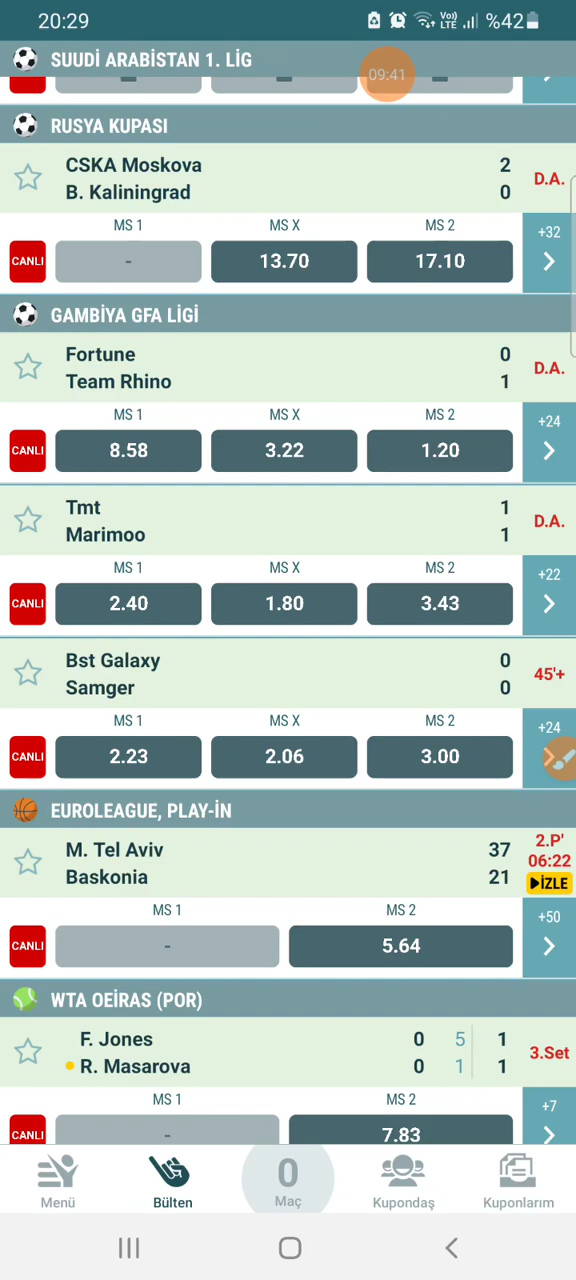 20:29
Vo)) LTE %42
SUUDİ ARABİSTAN 1. LİG
09:41
RUSYA KUPASI
CSKA Moskova 2
B. Kaliningrad 0
D.A.
MS 1 MS X MS 2 +32
CANLI - 13.70 17.10
GAMBİYA GFA LİGİ
Fortune 0
Team Rhino 1
D.A.
MS 1 MS X MS 2 +24
CANLI 8.58 3.22 1.20
Tmt 1
Marimoo 1
D.A.
MS 1 MS X MS 2 +22
CANLI 2.40 1.80 3.43
Bst Galaxy 0
Samger 0
45'+
MS 1 MS X MS 2 +24
CANLI 2.23 2.06 3.00
EUROLEAGUE, PLAY-İN
M. Tel Aviv 37
Baskonia 21
2.P'
06:22
İZLE
MS 1 MS 2 +50
CANLI - 5.64
WTA OEİRAS (POR)
F. Jones 0 5 1
R. Masarova 0 1 1
3.Set
MS 1 MS 2 +7
CANLI - 7.83
Menü Bülten 0 Maç Kupondaş Kuponlarım